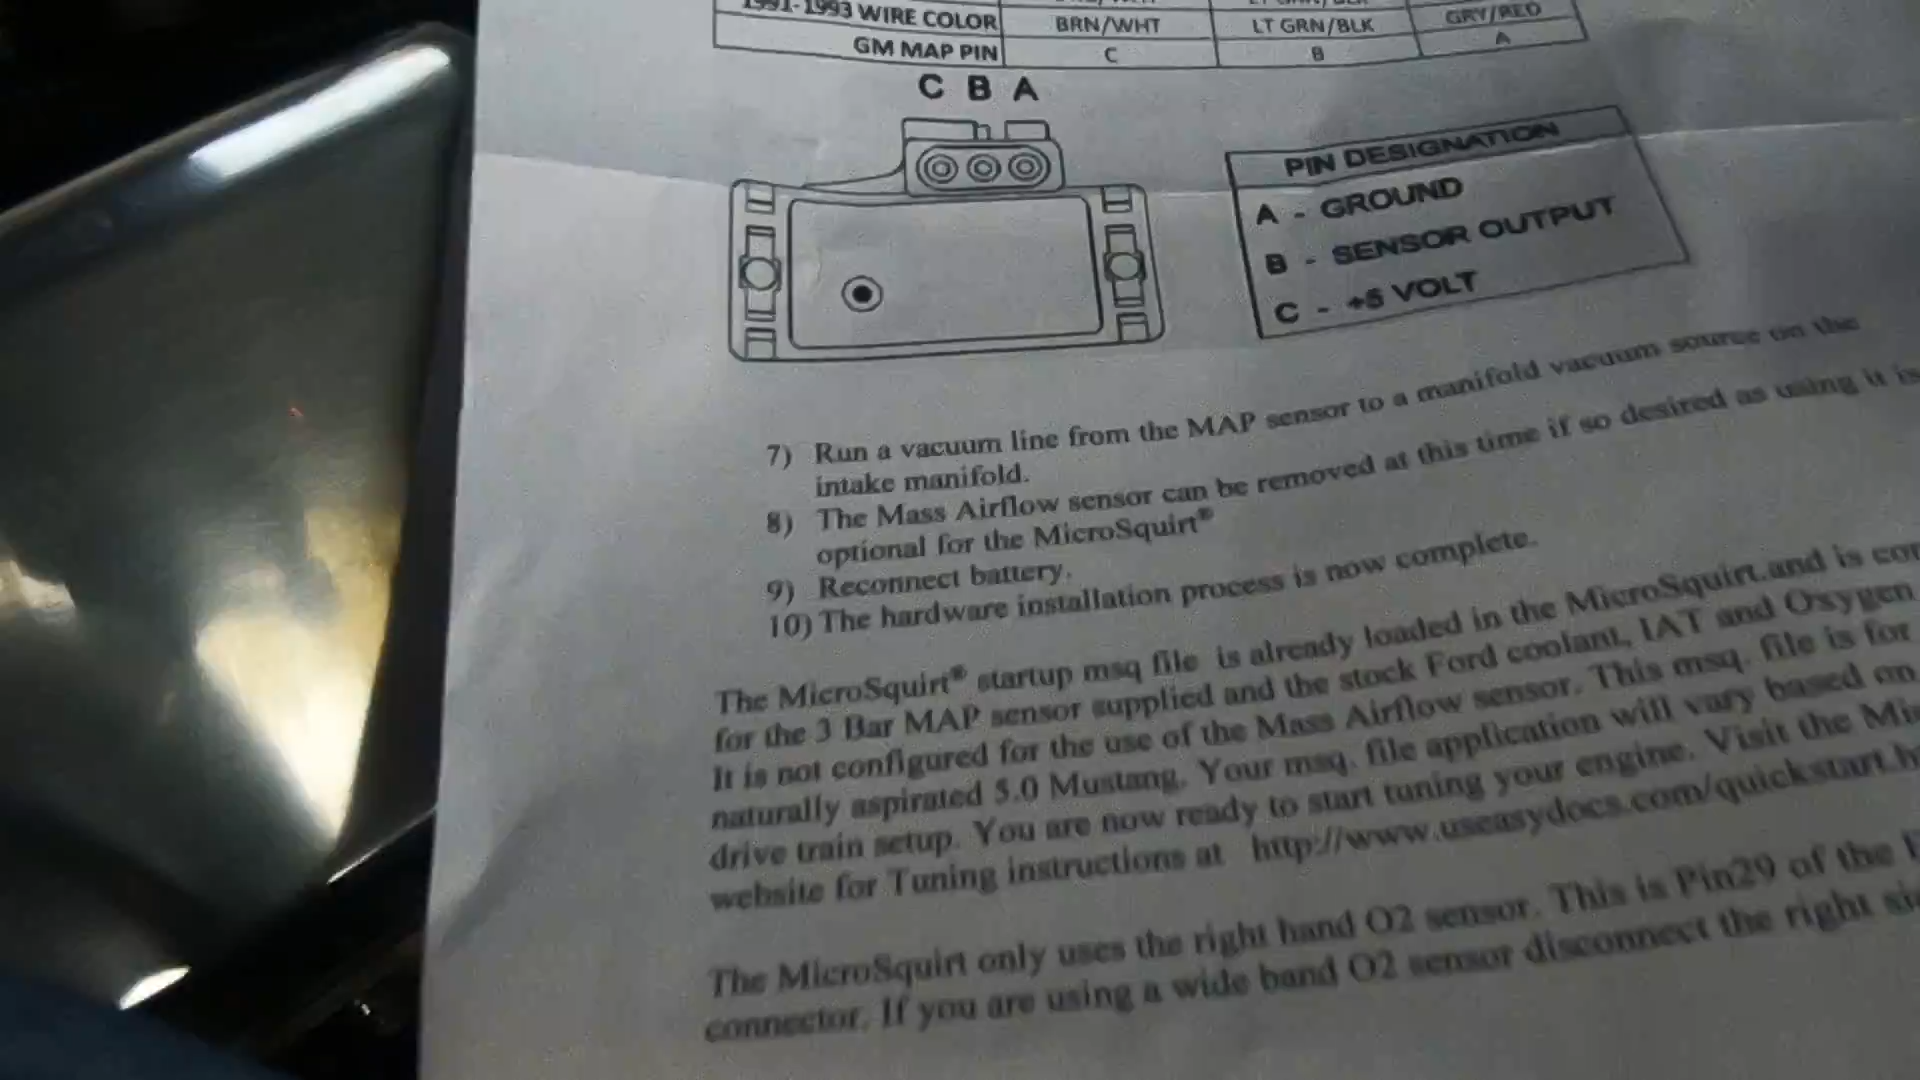 1991-1993 WIRE COLOR BRN/WHT LT GRN/BLK GRY/RED
GM MAP PIN C B A
C B A
PIN DESIGNATION
A - GROUND
B - SENSOR OUTPUT
C - +5 VOLT
7) Run a vacuum line from the MAP sensor to a manifold vacuum source on the
intake manifold.
8) The Mass Airflow sensor can be removed at this time if so desired as using it is
optional for the MicroSquirt®
9) Reconnect battery.
10) The hardware installation process is now complete.
The MicroSquirt® startup msq file is already loaded in the MicroSquirt.and is
for the 3 Bar MAP sensor supplied and the stock Ford coolant, IAT and Oxygen
It is not configured for the use of the Mass Airflow sensor. This msq. file is for
naturally aspirated 5.0 Mustang. Your msq. file application will vary based on
drive train setup. You are now ready to start tuning your engine. Visit the
website for Tuning instructions at http://www.useasydocs.com/quickstart.h
The MicroSquirt only uses the right hand O2 sensor. This is Pin29 of the
connector. If you are using a wide band O2 sensor disconnect the right